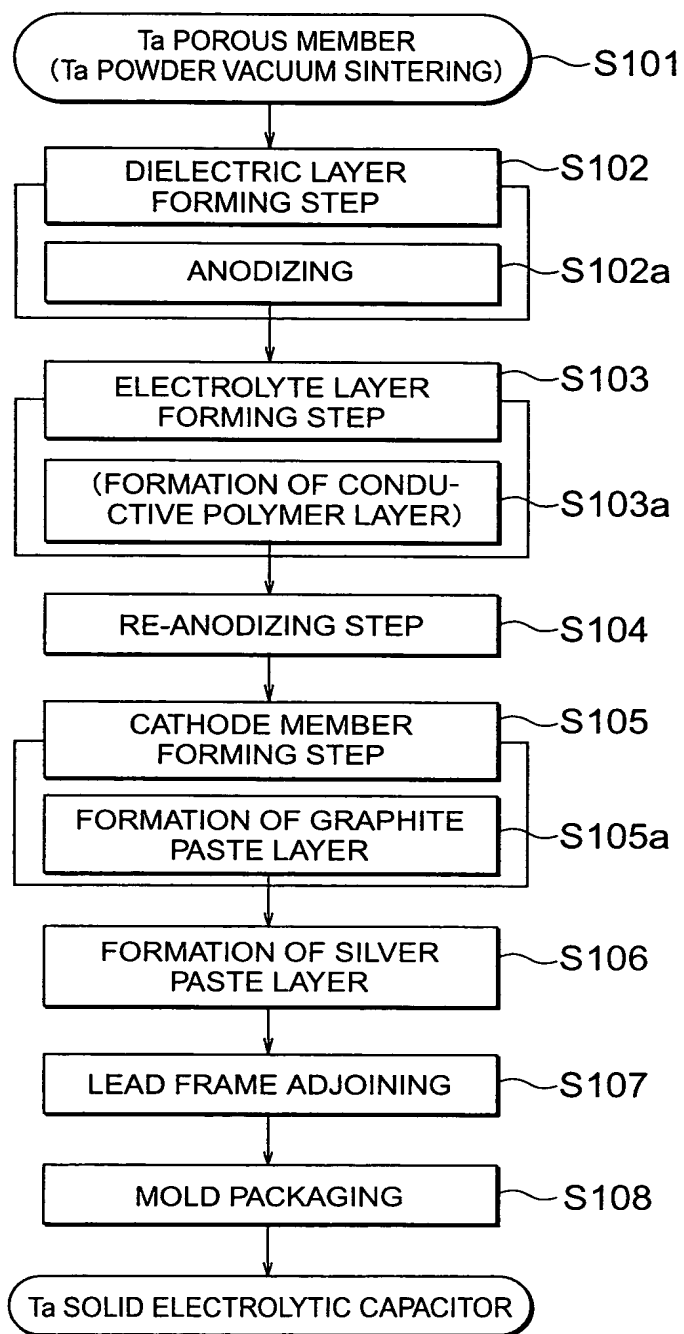 Ta POROUS MEMBER
(Ta POWDER VACUUM SINTERING)
S101
DIELECTRIC LAYER
FORMING STEP
S102
ANODIZING
S102a
ELECTROLYTE LAYER
FORMING STEP
S103
(FORMATION OF CONDU-
CTIVE POLYMER LAYER)
S103a
RE-ANODIZING STEP
S104
CATHODE MEMBER
FORMING STEP
S105
FORMATION OF GRAPHITE
PASTE LAYER
S105a
FORMATION OF SILVER
PASTE LAYER
S106
LEAD FRAME ADJOINING
S107
MOLD PACKAGING
S108
Ta SOLID ELECTROLYTIC CAPACITOR